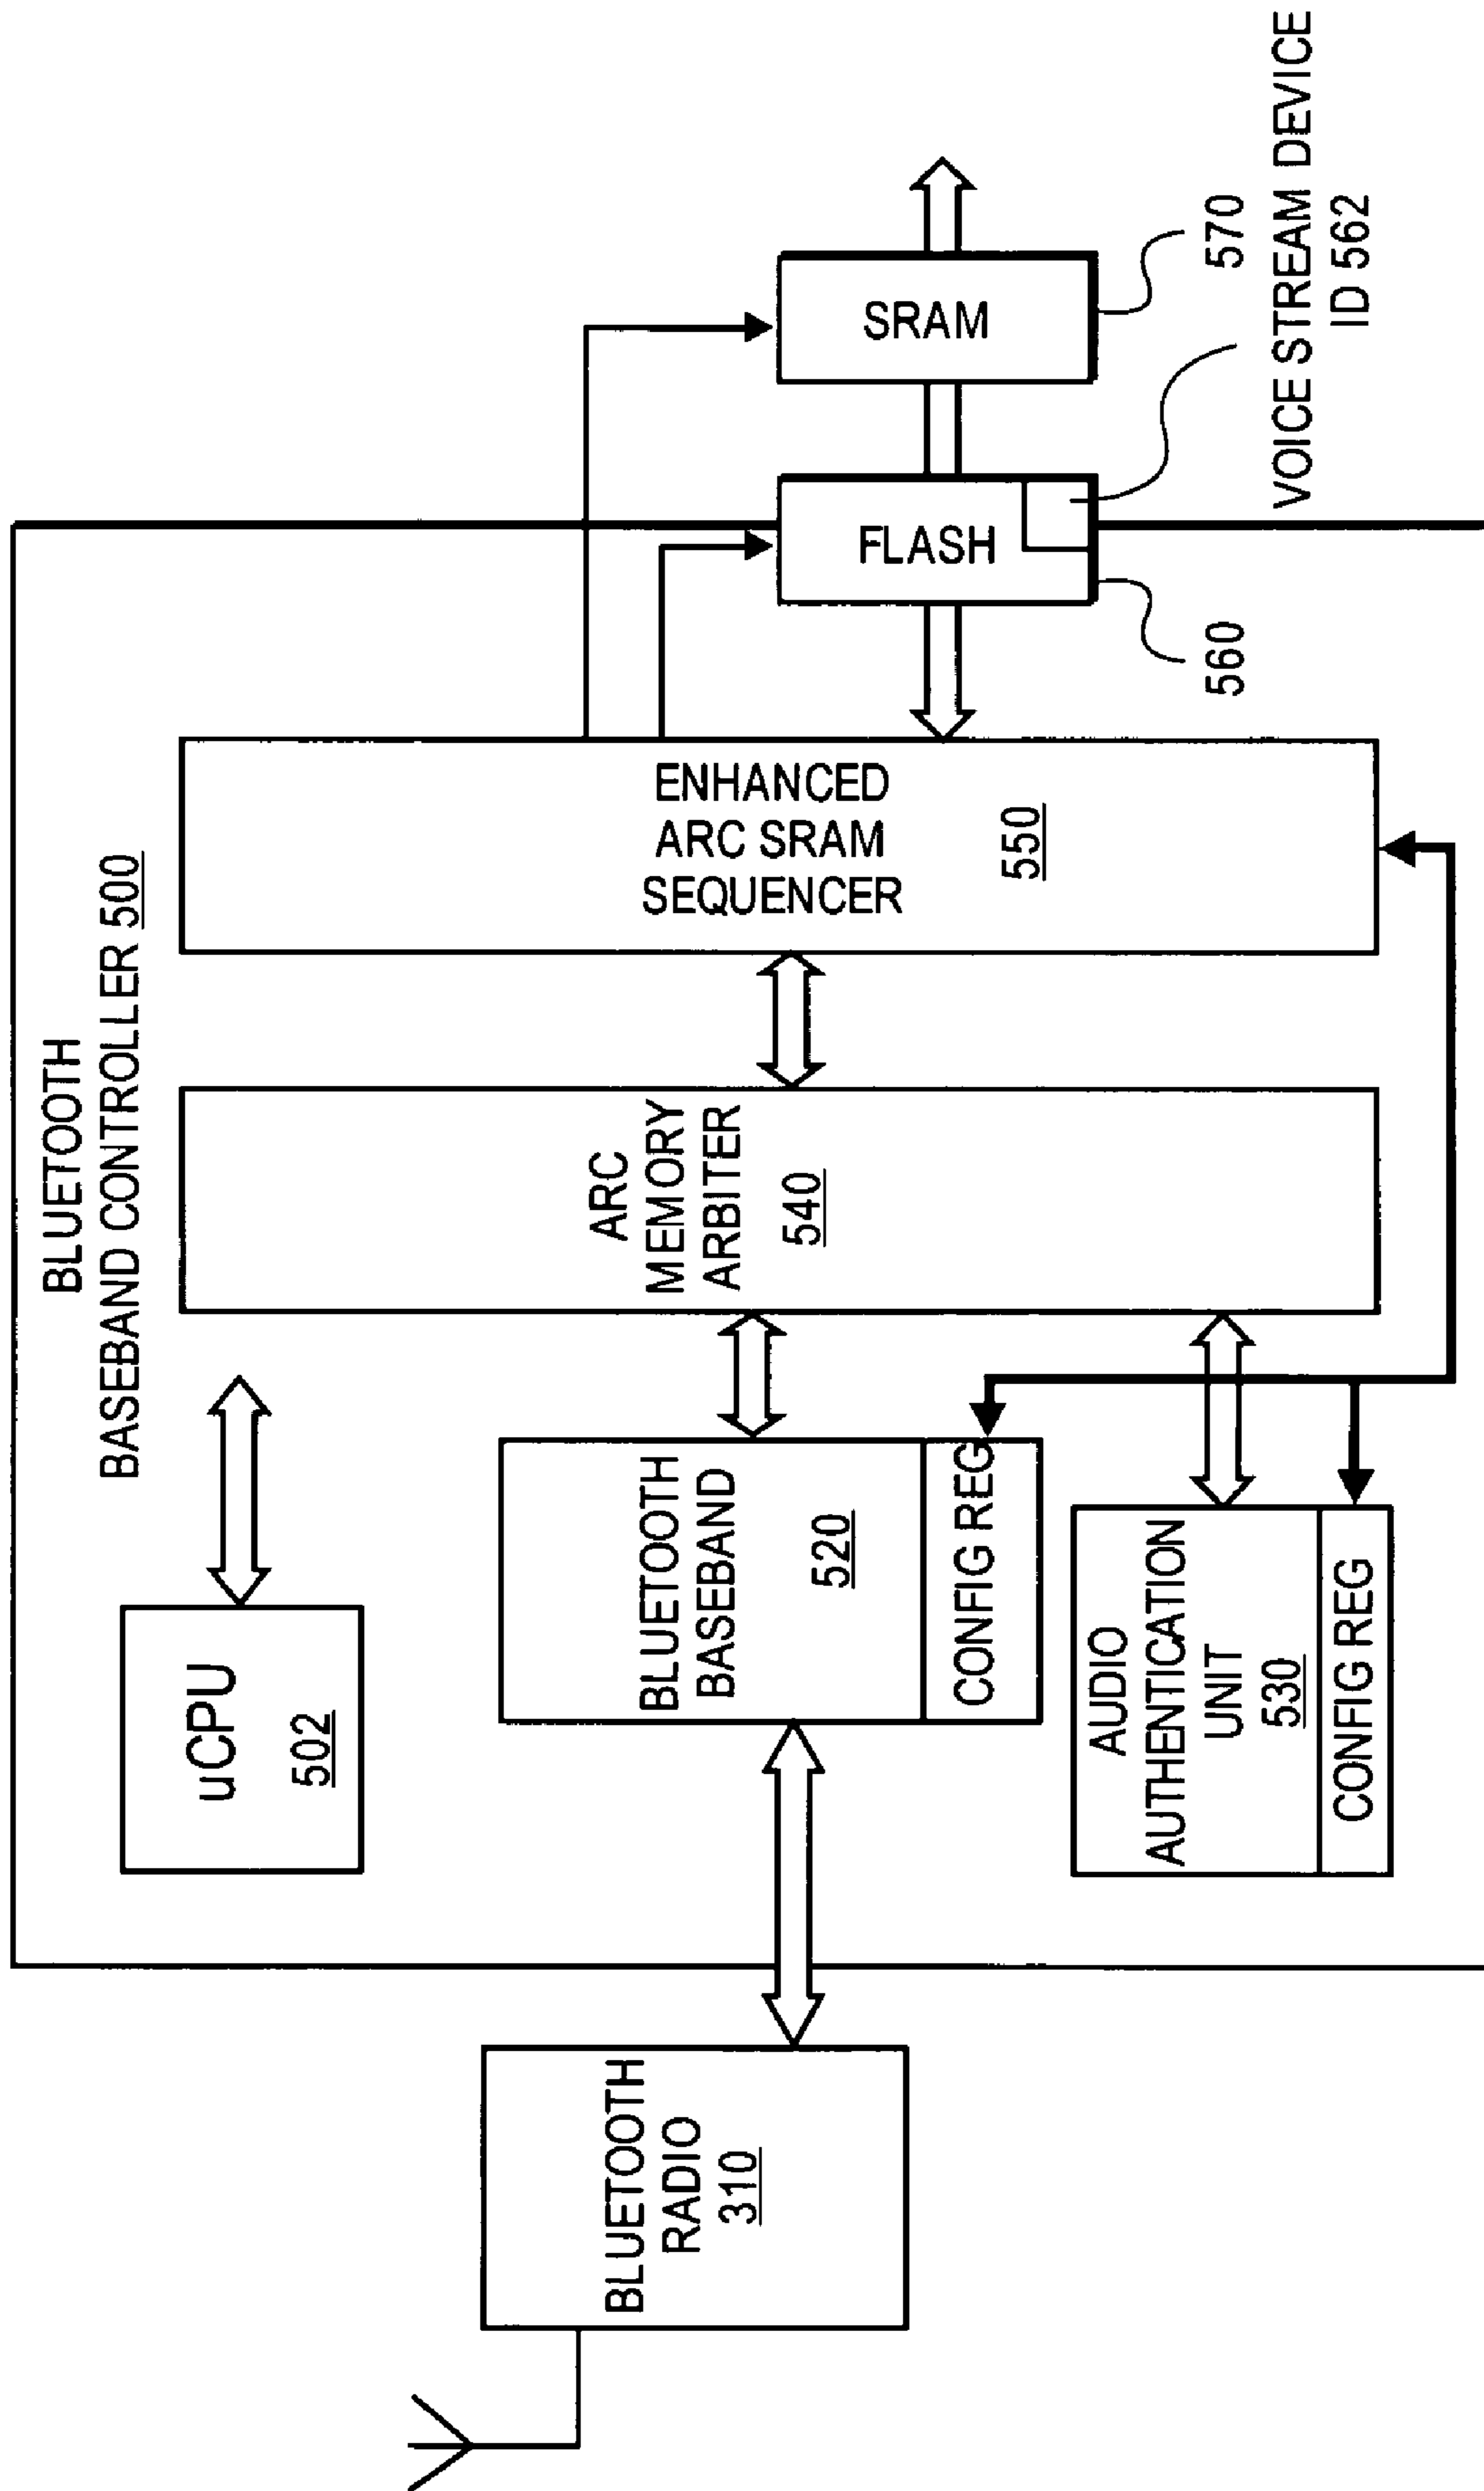 BLUETOOTH
BASEBAND CONTROLLER 500
uCPU
502
BLUETOOTH
RADIO
310
BLUETOOTH
BASEBAND
520
CONFIG REG
AUDIO
AUTHENTICATION
UNIT
530
CONFIG REG
ARC
MEMORY
ARBITER
540
ENHANCED
ARC SRAM
SEQUENCER
550
FLASH
560
SRAM
570
VOICE STREAM DEVICE
ID 562